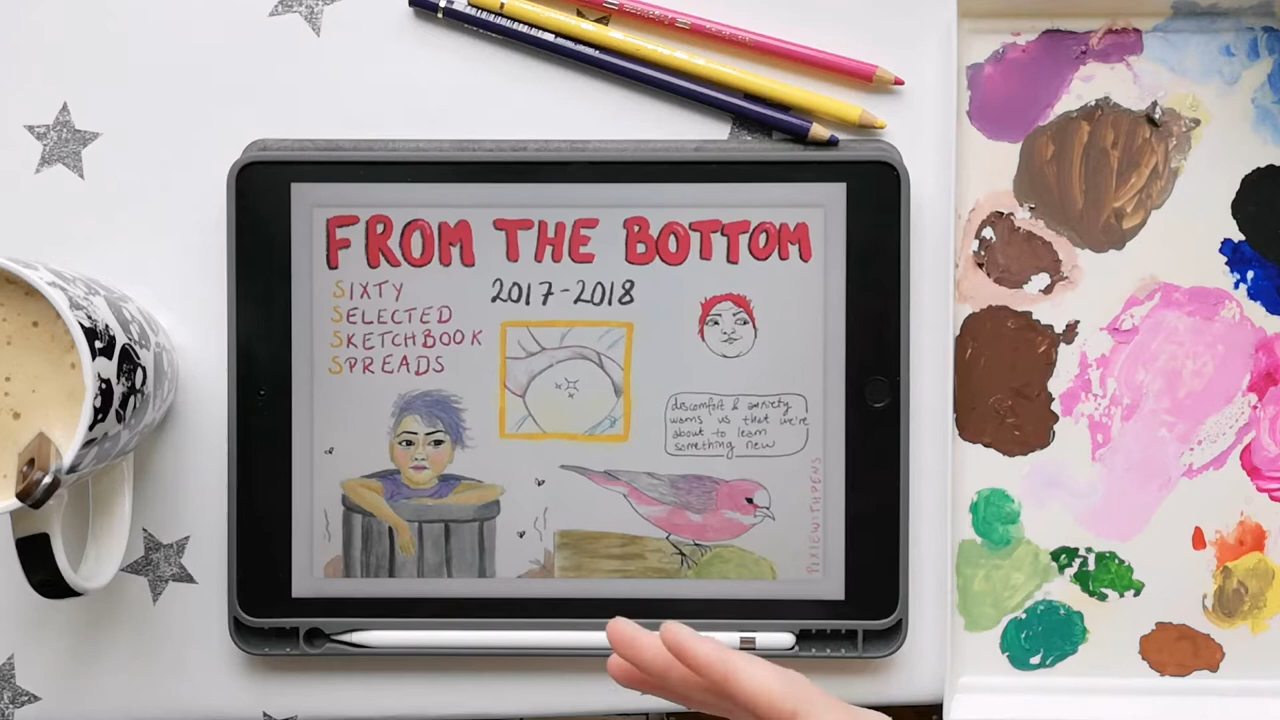 FROM THE BOTTOM
2017-2018
SIXTY
SELECTED
SKETCHBOOK
SPREADS
discomfort & anxiety
warns us that we're
about to learn
something new
PIXIEWITHPENS